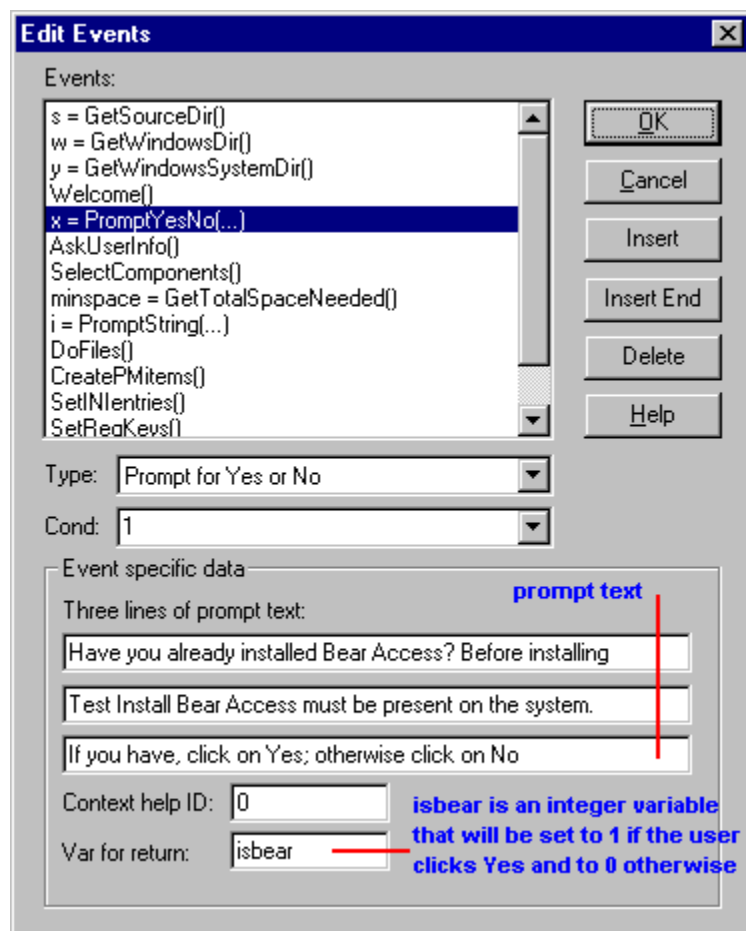 Edit Events
Events:
s = GetSourceDir()
w = GetWindowsDir()
y = GetWindowsSystemDir()
Welcome()
x = PromptYesNo(...)
AskUserInfo()
SelectComponents()
minspace = GetTotalSpaceNeeded()
i = PromptString(...)
DoFiles()
CreatePMitems()
SetINIentries()
SetRegKeys()
OK
Cancel
Insert
Insert End
Delete
Help
Type: Prompt for Yes or No
Cond: 1
Event specific data
prompt text
Three lines of prompt text:
Have you already installed Bear Access? Before installing
Test Install Bear Access must be present on the system.
If you have, click on Yes; otherwise click on No
Context help ID: 0
Var for return: isbear
isbear is an integer variable
that will be set to 1 if the user
clicks Yes and to 0 otherwise